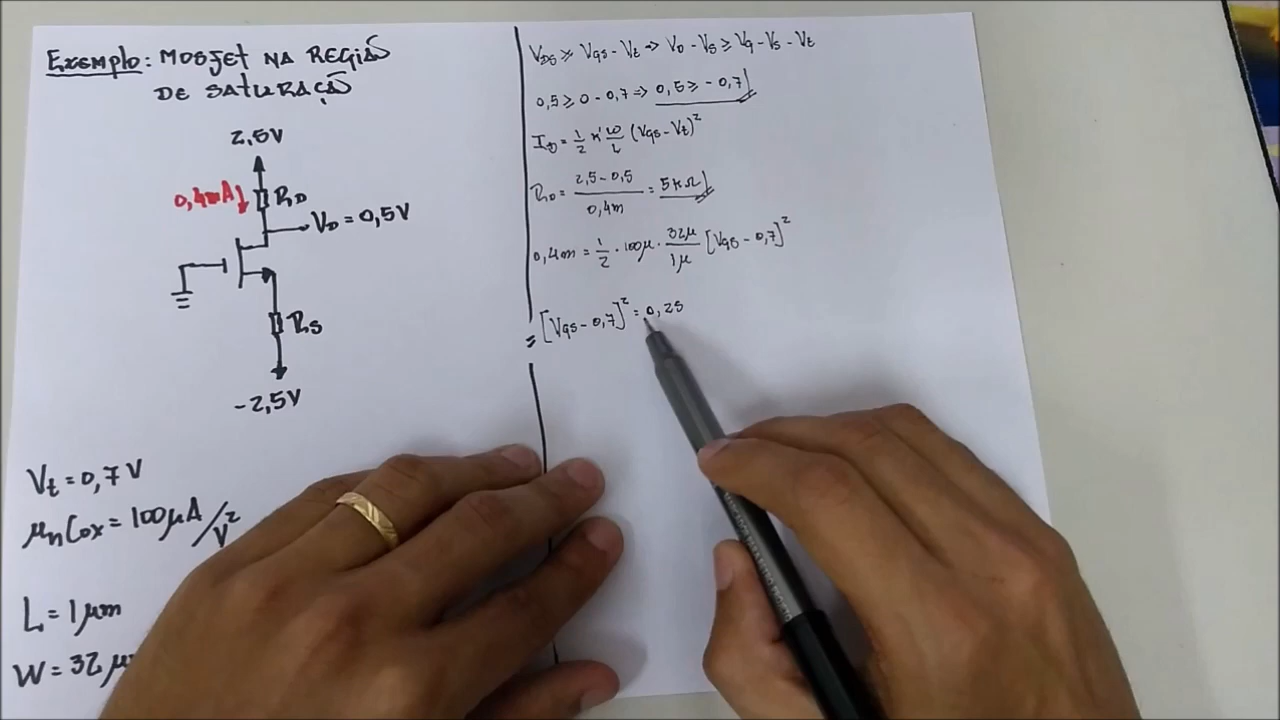 EXEMPLO: MOSFET NA REGIÃO
DE SATURAÇÃO
2,5V
0,4mA
RD
VD = 0,5V
RS
-2,5V
Vt = 0,7V
μnCox = 100μA/V²
L = 1μm
W = 32 μ
VDS ≥ VGS - Vt → VD - VS ≥ VG - VS - Vt
0,5 ≥ 0 - 0,7 ⇒ 0,5 ≥ - 0,7
ID = 1/2 K' W/L (VGS - Vt)²
RD = 2,5 - 0,5 / 0,4m = 5KΩ
0,4m = 1/2 · 100μ · 32μ/1μ [VGS - 0,7]²
= [VGS - 0,7]² = 0,25